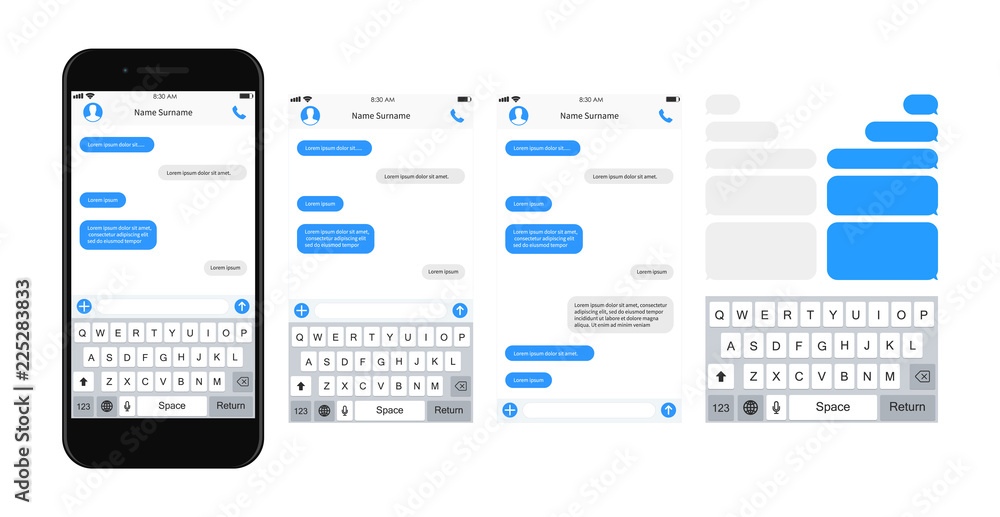 8:30 AM
Name Surname
Lorem ipsum dolor sit.....
Lorem ipsum dolor sit amet.
Lorem ipsum
Lorem ipsum dolor sit
consectetur adipiscing elit
sed do eiusmod tempor
Lorem ipsum
Q W E R T Y U I O P
A S D F G H J K L
Z X C V B N M
123 Space Return
8:30 AM
Name Surname
Lorem ipsum dolor sit.....
Lorem ipsum dolor sit amet.
Lorem ipsum
Lorem ipsum dolor sit
consectetur adipiscing elit
sed do eiusmod tempor
Lorem ipsum
Q W E R T Y U I O P
A S D F G H J K L
Z X C V B N M
123 Space Return
8:30 AM
Name Surname
Lorem ipsum dolor sit.....
Lorem ipsum dolor sit amet.
Lorem ipsum
Lorem ipsum dolor sit
consectetur adipiscing elit
sed do eiusmod tempor
Lorem ipsum
Lorem ipsum dolor sit amet,
consectetur adipiscing elit, sed
do eiusmod tempor incididunt
ut labore et dolore magna
aliqua. Ut enim ad minim veniam
Lorem ipsum dolor sit amet.
Lorem ipsum
Q W E R T Y U I O P
A S D F G H J K L
Z X C V B N M
123 Space Return
Adobe Stock | #225283833
Adobe Stock